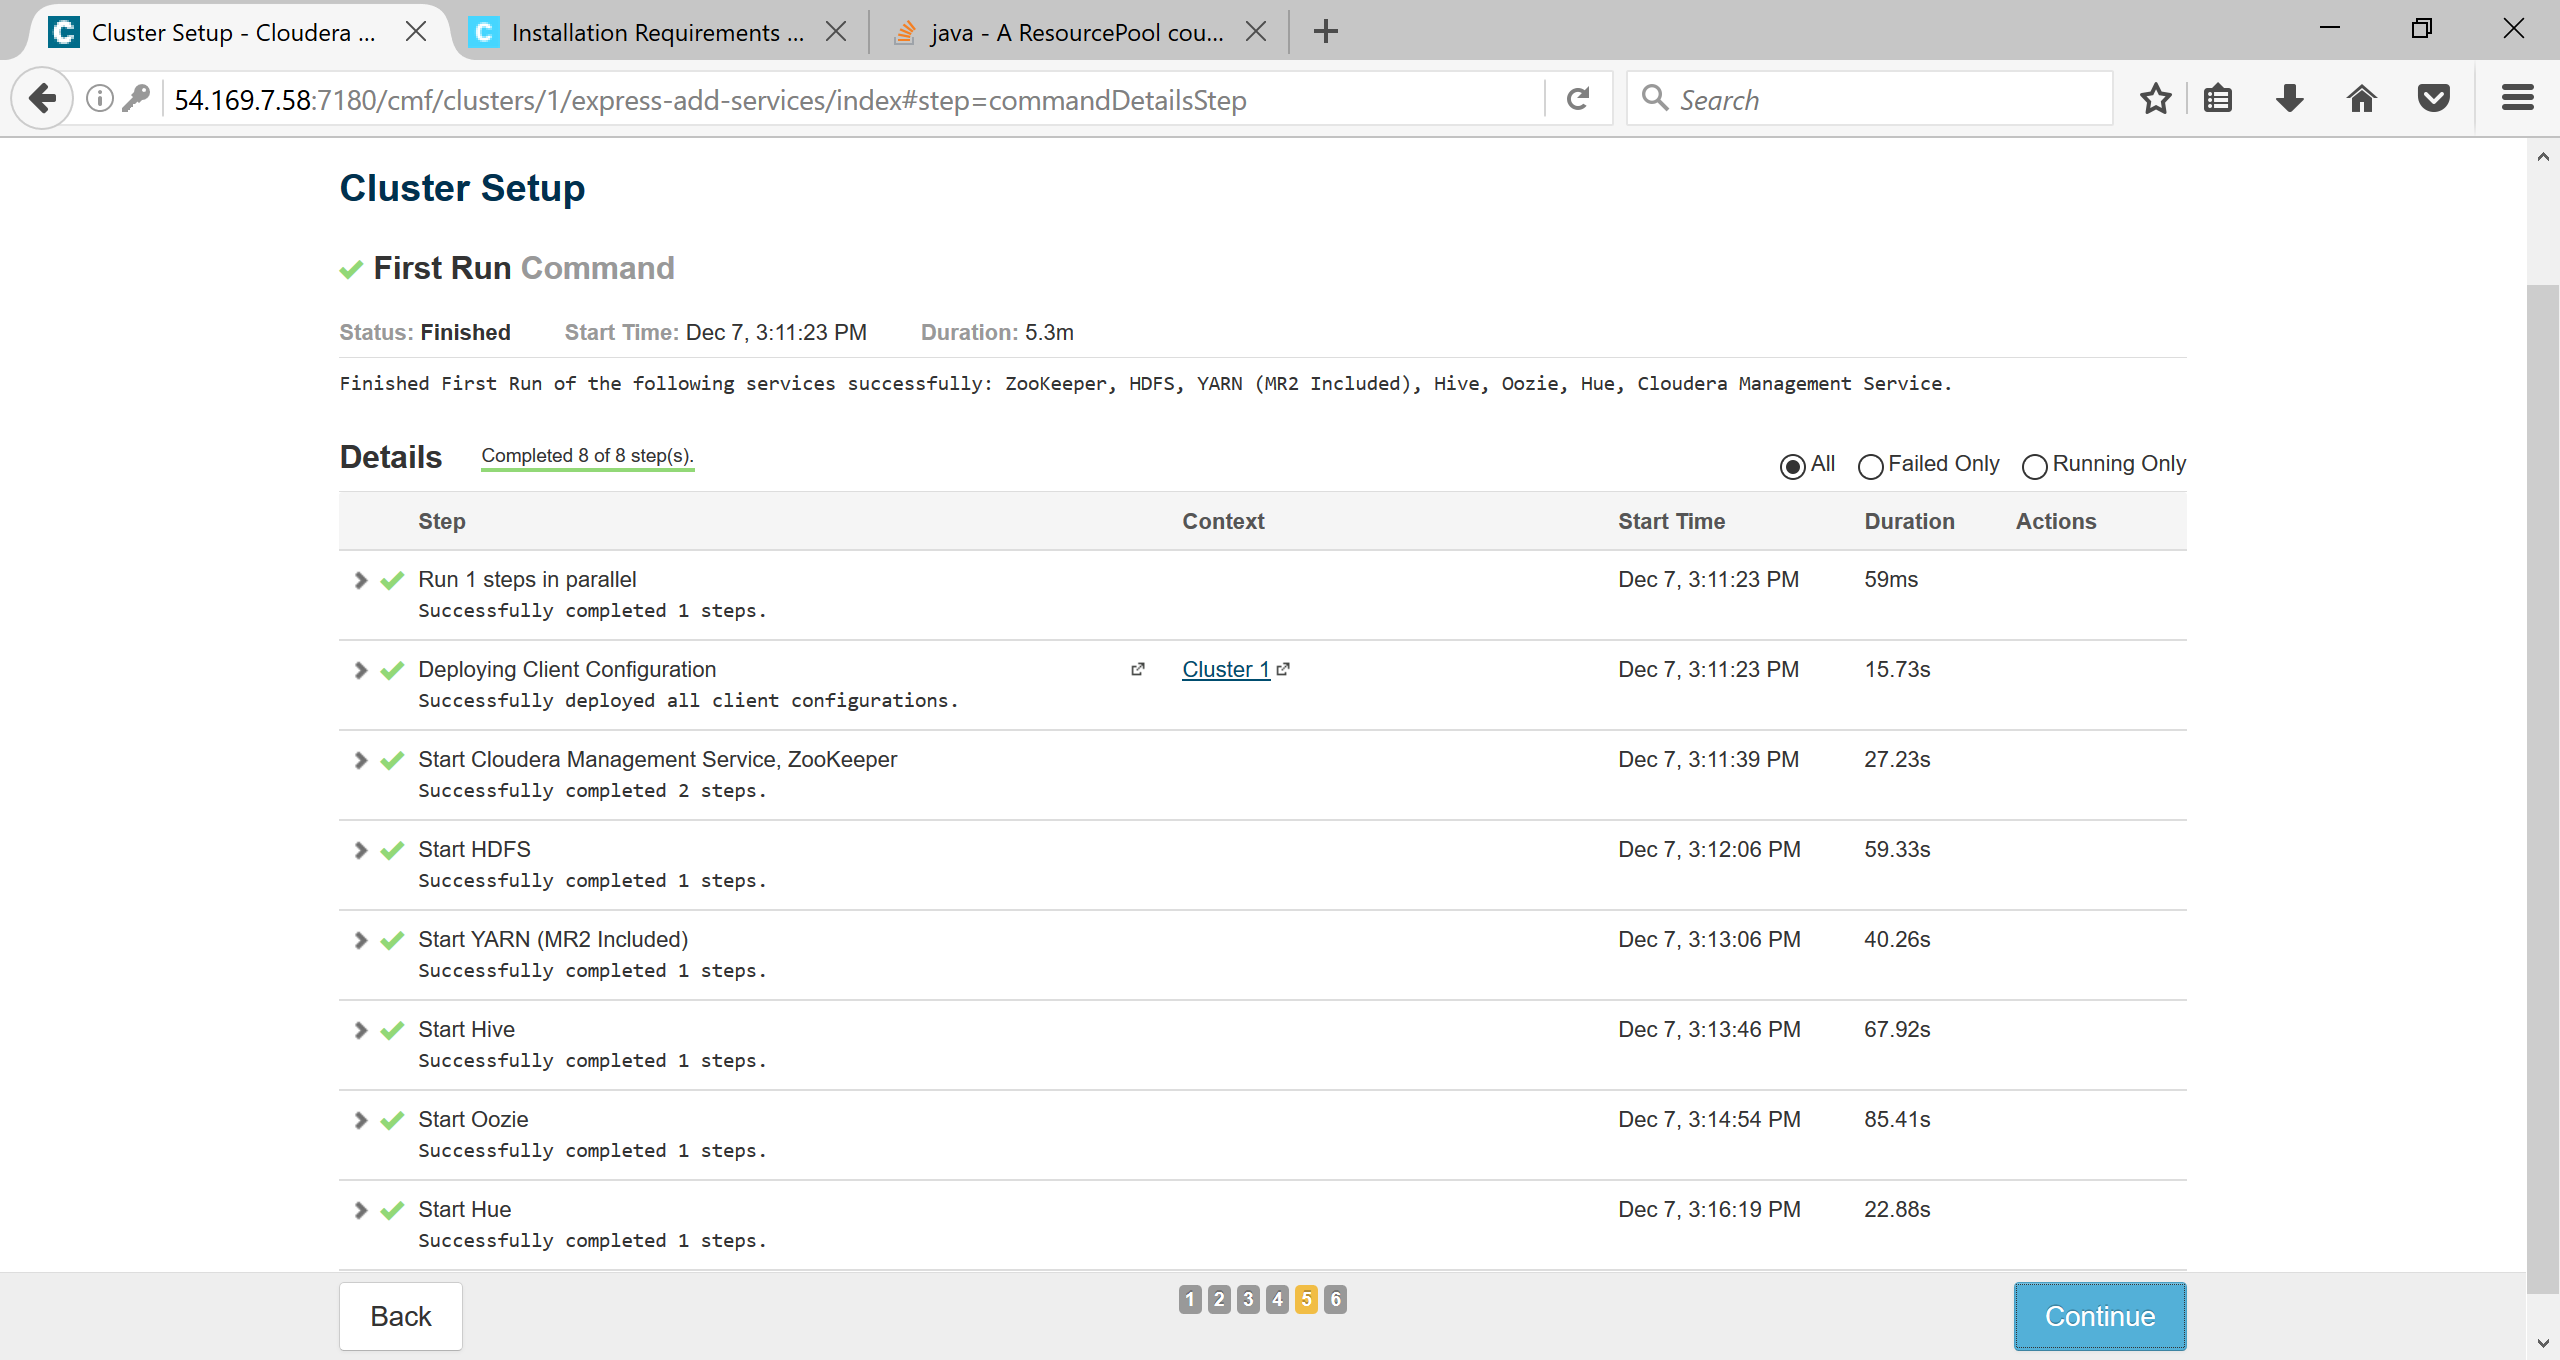 Cluster Setup - Cloudera ...
Installation Requirements ...
java - A ResourcePool cou...
54.169.7.58:7180/cmf/clusters/1/express-add-services/index#step=commandDetailsStep
Search
Cluster Setup
First Run Command
Status: Finished Start Time: Dec 7, 3:11:23 PM Duration: 5.3m
Finished First Run of the following services successfully: ZooKeeper, HDFS, YARN (MR2 Included), Hive, Oozie, Hue, Cloudera Management Service.
Details Completed 8 of 8 step(s). All Failed Only Running Only
Step Context Start Time Duration Actions
Run 1 steps in parallel Dec 7, 3:11:23 PM 59ms
Successfully completed 1 steps.
Deploying Client Configuration Cluster 1 Dec 7, 3:11:23 PM 15.73s
Successfully deployed all client configurations.
Start Cloudera Management Service, ZooKeeper Dec 7, 3:11:39 PM 27.23s
Successfully completed 2 steps.
Start HDFS Dec 7, 3:12:06 PM 59.33s
Successfully completed 1 steps.
Start YARN (MR2 Included) Dec 7, 3:13:06 PM 40.26s
Successfully completed 1 steps.
Start Hive Dec 7, 3:13:46 PM 67.92s
Successfully completed 1 steps.
Start Oozie Dec 7, 3:14:54 PM 85.41s
Successfully completed 1 steps.
Start Hue Dec 7, 3:16:19 PM 22.88s
Successfully completed 1 steps.
Back 1 2 3 4 5 6 Continue